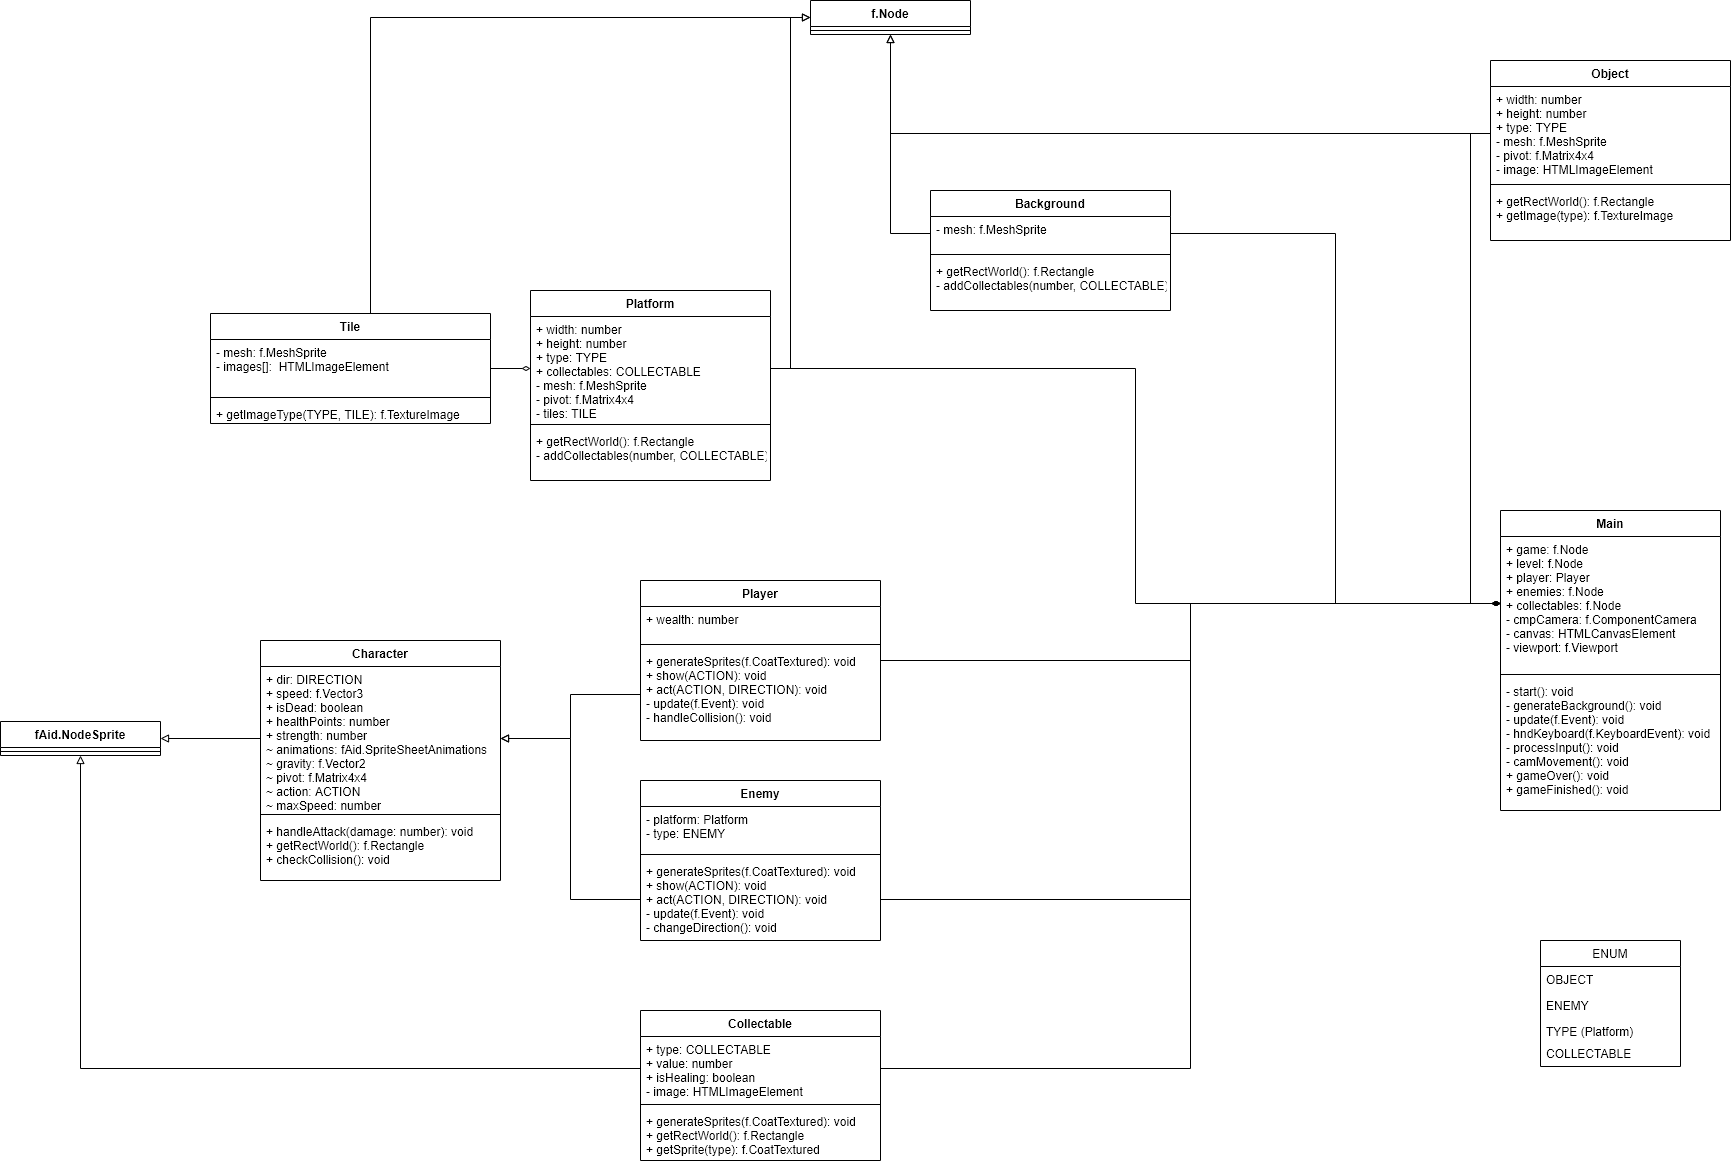 f.Node
Object
+ width: number
+ height: number
+ type: TYPE
- mesh: f.MeshSprite
- pivot: f.Matrix4x4
- image: HTMLImageElement
+ getRectWorld(): f.Rectangle
+ getImage(type): f.TextureImage
Background
- mesh: f.MeshSprite
+ getRectWorld(): f.Rectangle
- addCollectables(number, COLLECTABLE)
Tile
- mesh: f.MeshSprite
- images[]:  HTMLImageElement
+ getImageType(TYPE, TILE): f.TextureImage
Platform
+ width: number
+ height: number
+ type: TYPE
+ collectables: COLLECTABLE
- mesh: f.MeshSprite
- pivot: f.Matrix4x4
- tiles: TILE
+ getRectWorld(): f.Rectangle
- addCollectables(number, COLLECTABLE)
Main
+ game: f.Node
+ level: f.Node
+ player: Player
+ enemies: f.Node
+ collectables: f.Node
- cmpCamera: f.ComponentCamera
- canvas: HTMLCanvasElement
- viewport: f.Viewport
- start(): void
- generateBackground(): void
- update(f.Event): void
- hndKeyboard(f.KeyboardEvent): void
- processInput(): void
- camMovement(): void
+ gameOver(): void
+ gameFinished(): void
Player
+ wealth: number
+ generateSprites(f.CoatTextured): void
+ show(ACTION): void
+ act(ACTION, DIRECTION): void
- update(f.Event): void
- handleCollision(): void
Character
+ dir: DIRECTION
+ speed: f.Vector3
+ isDead: boolean
+ healthPoints: number
+ strength: number
~ animations: fAid.SpriteSheetAnimations
~ gravity: f.Vector2
~ pivot: f.Matrix4x4
~ action: ACTION
~ maxSpeed: number
+ handleAttack(damage: number): void
+ getRectWorld(): f.Rectangle
+ checkCollision(): void
fAid.NodeSprite
Enemy
- platform: Platform
- type: ENEMY
+ generateSprites(f.CoatTextured): void
+ show(ACTION): void
+ act(ACTION, DIRECTION): void
- update(f.Event): void
- changeDirection(): void
Collectable
+ type: COLLECTABLE
+ value: number
+ isHealing: boolean
- image: HTMLImageElement
+ generateSprites(f.CoatTextured): void
+ getRectWorld(): f.Rectangle
+ getSprite(type): f.CoatTextured
ENUM
OBJECT
ENEMY
TYPE (Platform)
COLLECTABLE